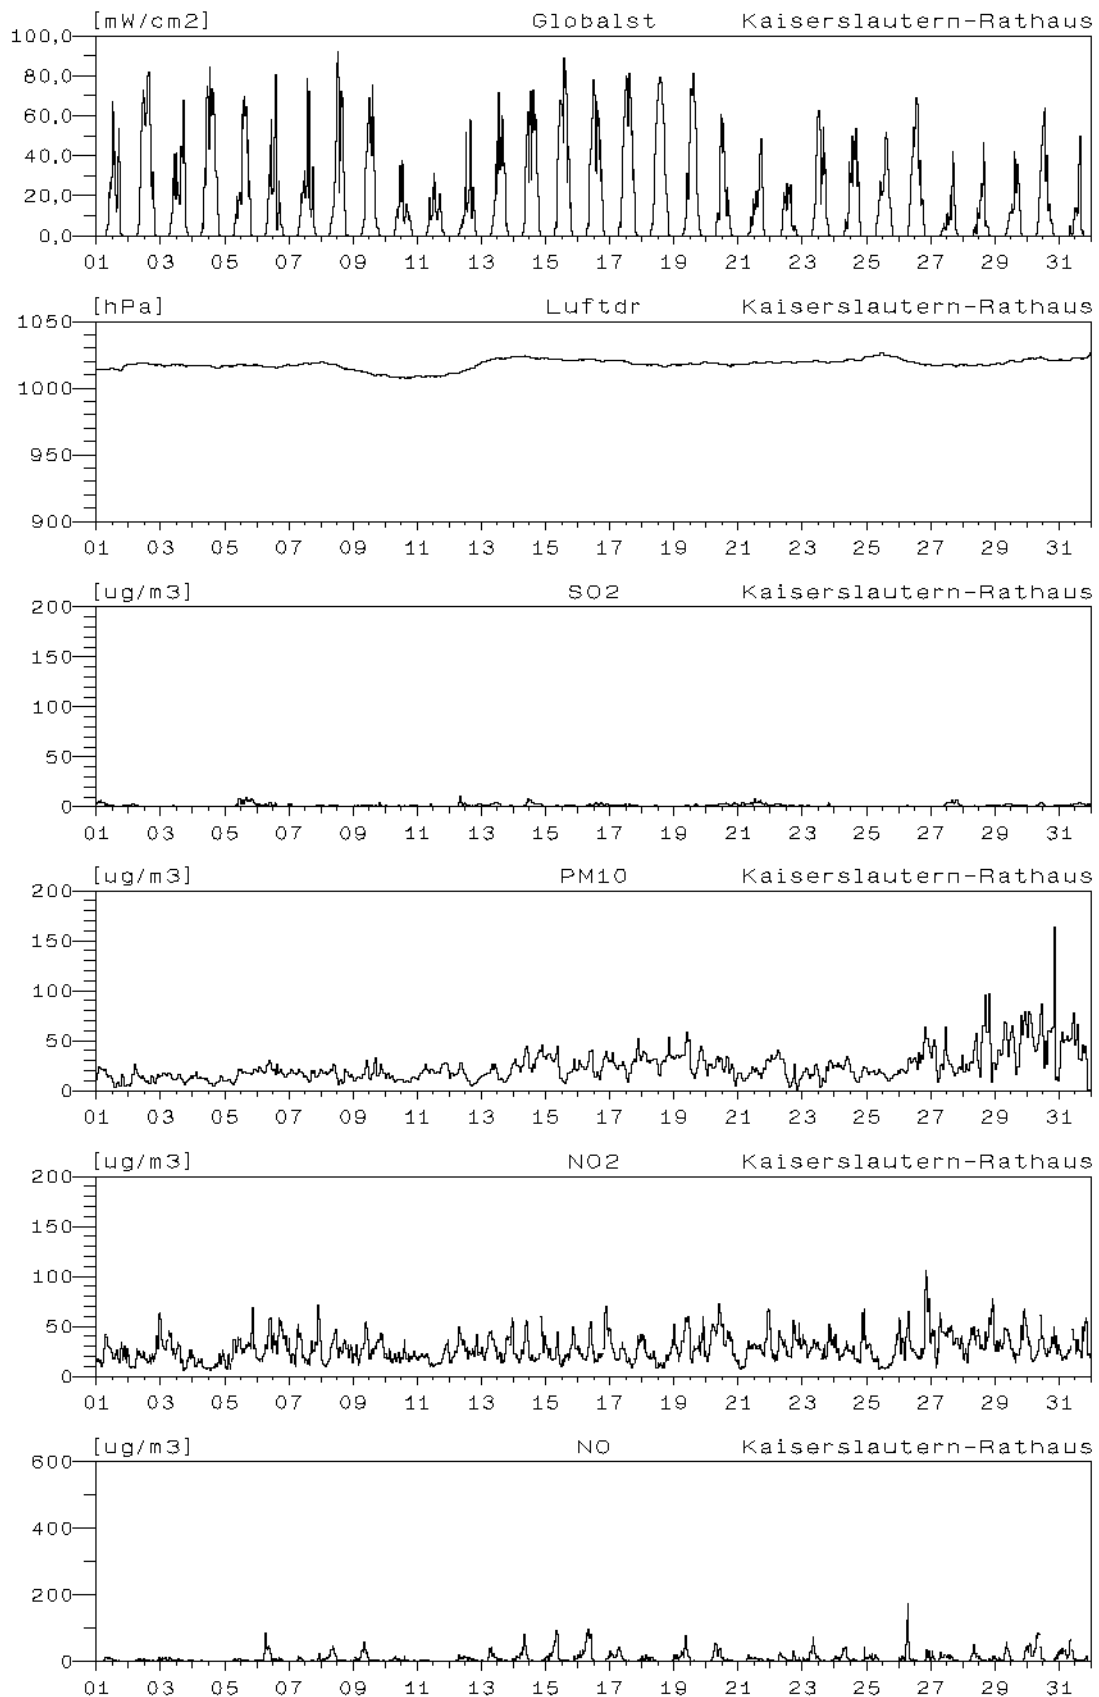 [mW/cm2] Globalst Kaiserslautern-Rathaus
100,0
80,0
60,0
40,0
20,0
0,0
01 03 05 07 09 11 13 15 17 19 21 23 25 27 29 31
[hPa] Luftdr Kaiserslautern-Rathaus
1050
1000
950
900
01 03 05 07 09 11 13 15 17 19 21 23 25 27 29 31
[ug/m3] SO2 Kaiserslautern-Rathaus
200
150
100
50
0
01 03 05 07 09 11 13 15 17 19 21 23 25 27 29 31
[ug/m3] PM10 Kaiserslautern-Rathaus
200
150
100
50
0
01 03 05 07 09 11 13 15 17 19 21 23 25 27 29 31
[ug/m3] NO2 Kaiserslautern-Rathaus
200
150
100
50
0
01 03 05 07 09 11 13 15 17 19 21 23 25 27 29 31
[ug/m3] NO Kaiserslautern-Rathaus
600
400
200
0
01 03 05 07 09 11 13 15 17 19 21 23 25 27 29 31